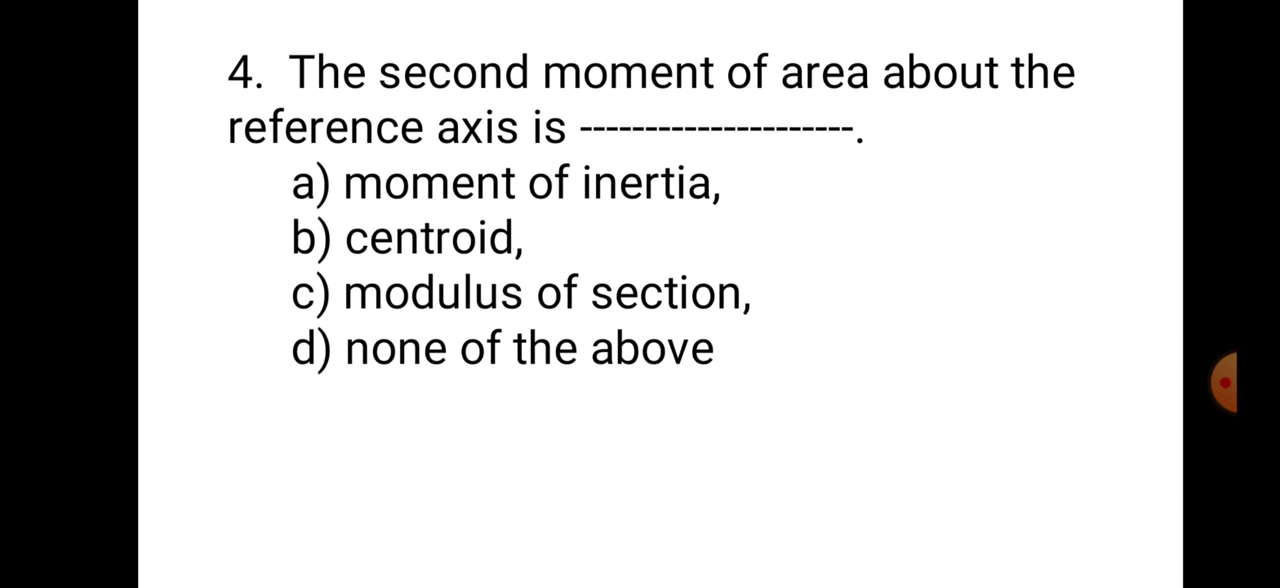 4. The second moment of area about the
reference axis is ---------------------.
a) moment of inertia,
b) centroid,
c) modulus of section,
d) none of the above